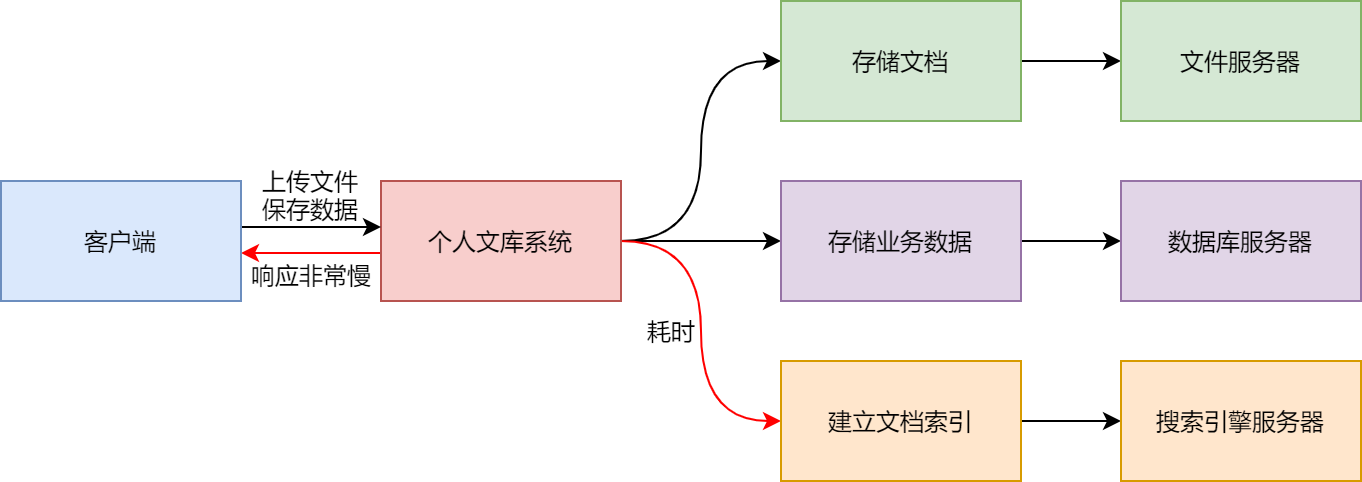 存储文档
文件服务器
上传文件
保存数据
客户端
个人文库系统
存储业务数据
数据库服务器
响应非常慢
耗时
建立文档索引
搜索引擎服务器